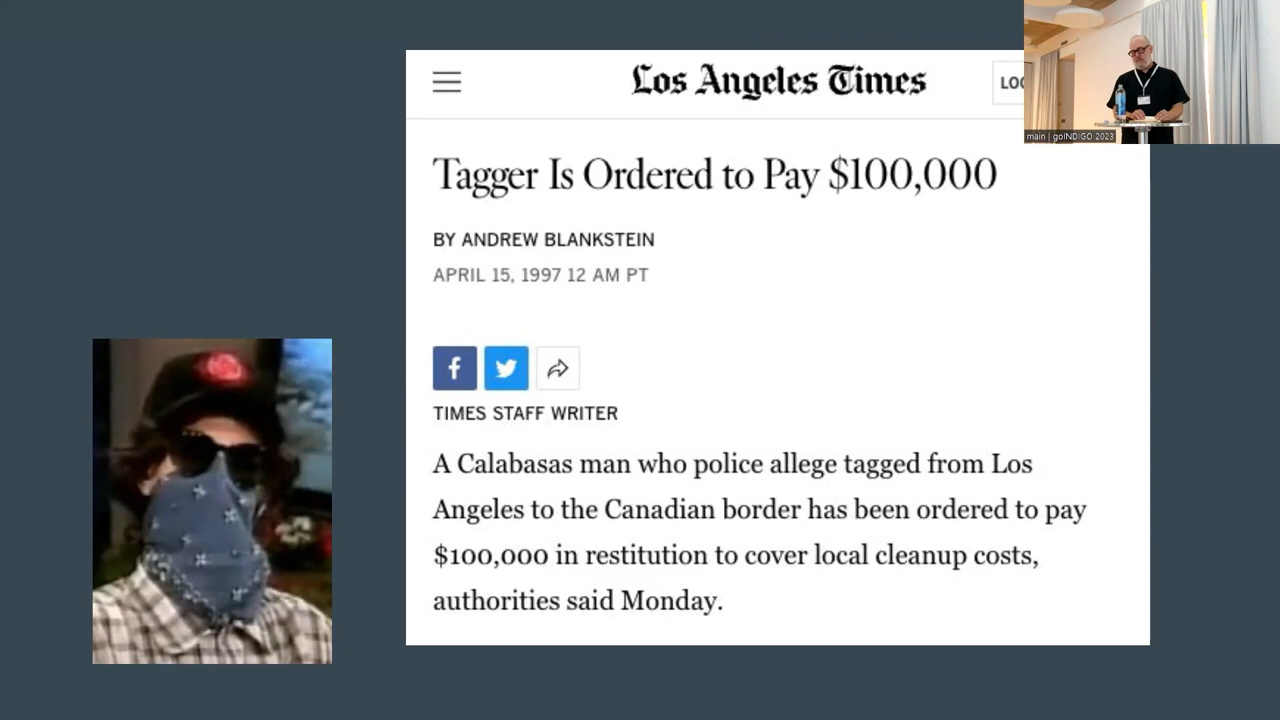 Los Angeles Times
LOG
main | goINDIGO 2023
Tagger Is Ordered to Pay $100,000
BY ANDREW BLANKSTEIN
APRIL 15, 1997 12 AM PT
TIMES STAFF WRITER
A Calabasas man who police allege tagged from Los
Angeles to the Canadian border has been ordered to pay
$100,000 in restitution to cover local cleanup costs,
authorities said Monday.